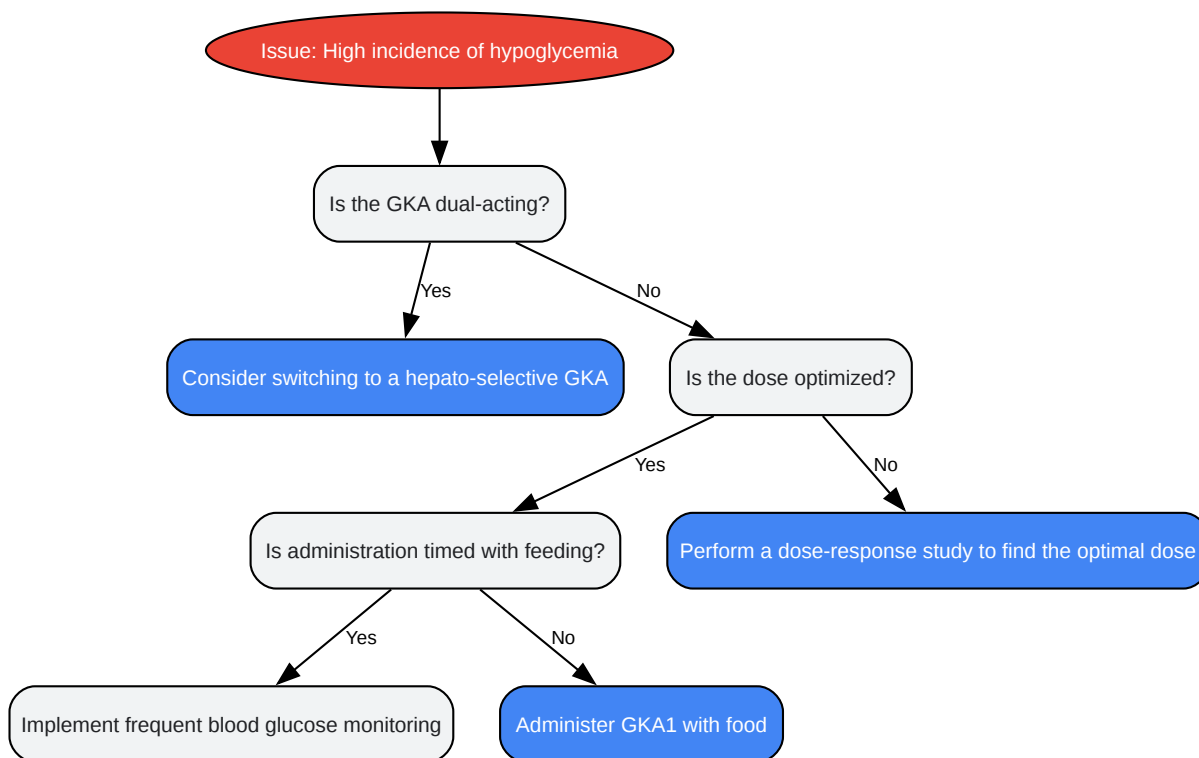 Issue: High incidence of hypoglycemia
Is the GKA dual-acting?
Yes
No
Consider switching to a hepato-selective GKA
Is the dose optimized?
Yes
No
Is administration timed with feeding?
Perform a dose-response study to find the optimal dose
Yes
No
Implement frequent blood glucose monitoring
Administer GKA1 with food